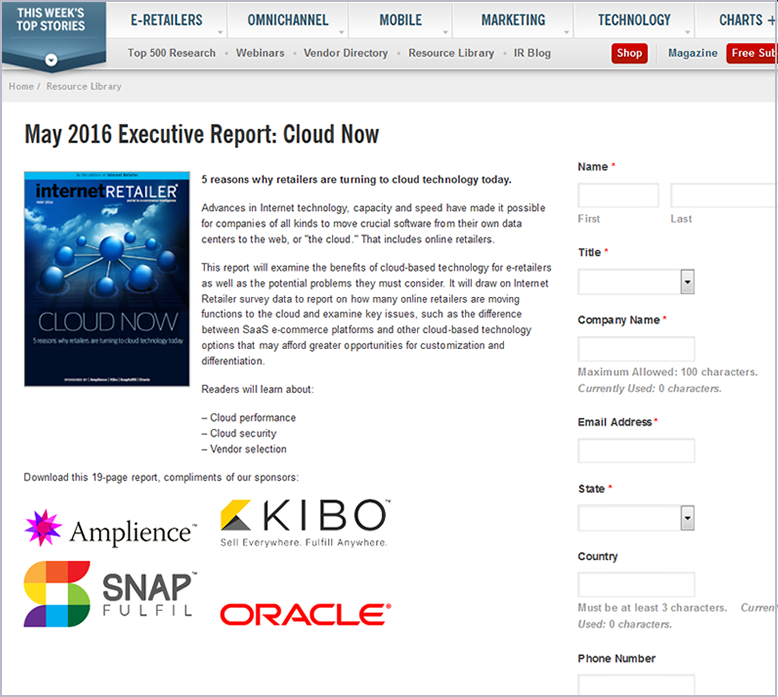 THIS WEEK'S
TOP STORIES
E-RETAILERS
OMNICHANNEL
MOBILE
MARKETING
TECHNOLOGY
CHARTS +
Top 500 Research • Webinars • Vendor Directory • Resource Library • IR Blog
Shop
Magazine
Free Sub
Home / Resource Library
May 2016 Executive Report: Cloud Now
internet RETAILER
MAY 2016
CLOUD NOW
5 reasons why retailers are turning to cloud technology today
SPONSORED BY | Amplience | Kibo | SnapFulfil | Oracle
5 reasons why retailers are turning to cloud technology today.
Advances in Internet technology, capacity and speed have made it possible
for companies of all kinds to move crucial software from their own data
centers to the web, or "the cloud." That includes online retailers.
This report will examine the benefits of cloud-based technology for e-retailers
as well as the potential problems they must consider. It will draw on Internet
Retailer survey data to report on how many online retailers are moving
functions to the cloud and examine key issues, such as the difference
between SaaS e-commerce platforms and other cloud-based technology
options that may afford greater opportunities for customization and
differentiation.
Readers will learn about:
– Cloud performance
– Cloud security
– Vendor selection
Download this 19-page report, compliments of our sponsors:
Amplience™
KIBO™
Sell Everywhere. Fulfill Anywhere.
SNAP™
FULFIL
ORACLE®
Name *
First
Last
Title *
Company Name *
Maximum Allowed: 100 characters.
Currently Used: 0 characters.
Email Address *
State *
Country
Must be at least 3 characters. Curren
Used: 0 characters.
Phone Number